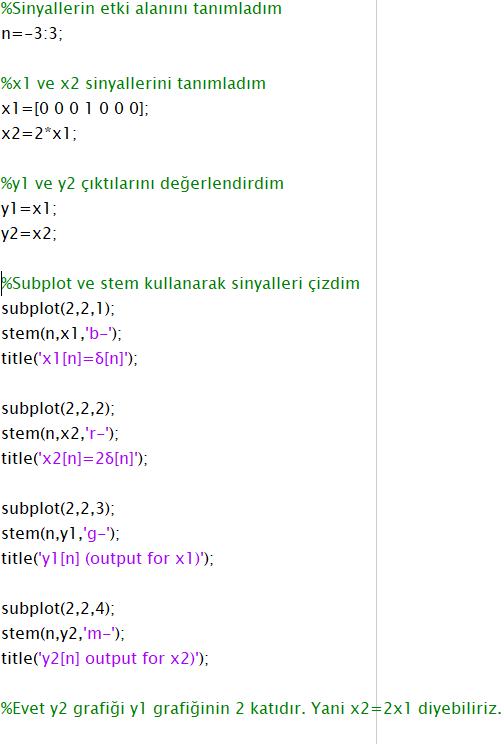 %Sinyallerin etki alanını tanımladım
n=-3:3;
%x1 ve x2 sinyallerini tanımladım
x1=[0 0 0 1 0 0 0];
x2=2*x1;
%y1 ve y2 çıktılarını değerlendirdim
y1=x1;
y2=x2;
%Subplot ve stem kullanarak sinyalleri çizdim
subplot(2,2,1);
stem(n,x1,'b-');
title('x1[n]=δ[n]');
subplot(2,2,2);
stem(n,x2,'r-');
title('x2[n]=2δ[n]');
subplot(2,2,3);
stem(n,y1,'g-');
title('y1[n] (output for x1)');
subplot(2,2,4);
stem(n,y2,'m-');
title('y2[n] output for x2)');
%Evet y2 grafiği y1 grafiğinin 2 katıdır. Yani x2=2x1 diyebiliriz.